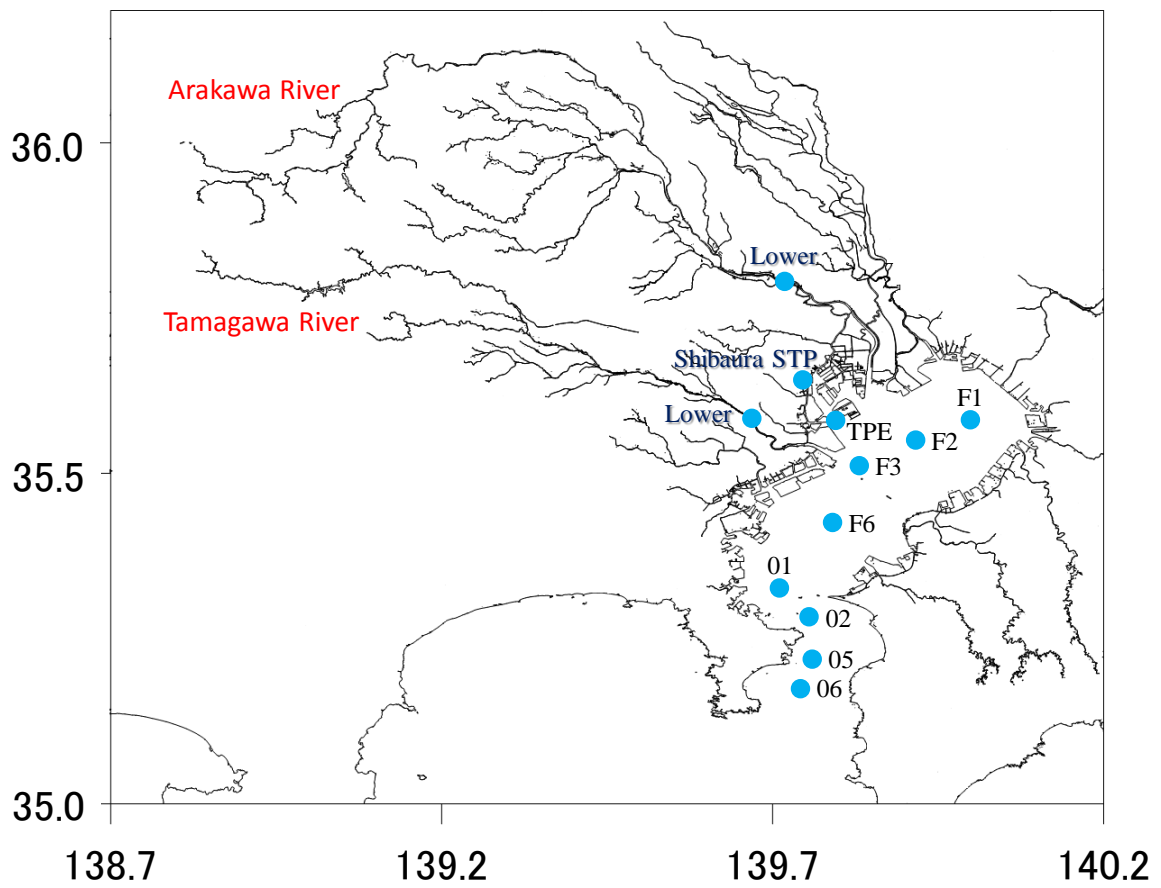 Arakawa River
36.0
Lower
Tamagawa River
Shibaura STP
Lower
F1
TPE
F2
F3
35.5
F6
01
02
05
06
35.0
138.7
139.2
139.7
140.2